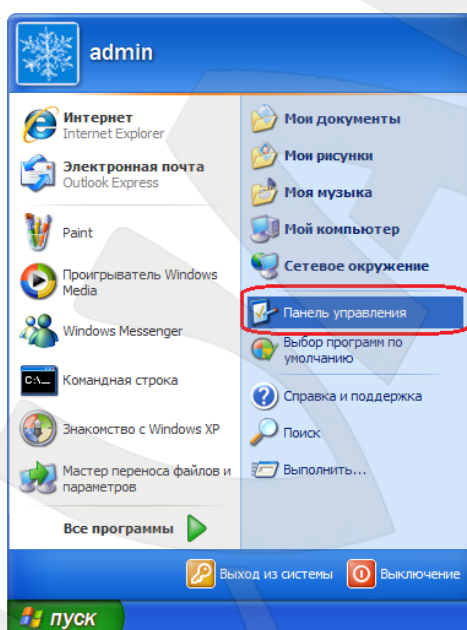 admin
Интернет
Internet Explorer
Электронная почта
Outlook Express
Paint
Проигрыватель Windows
Media
Windows Messenger
C:\_
Командная строка
Знакомство с Windows XP
Мастер переноса файлов и
параметров
Все программы
Мои документы
Мои рисунки
Моя музыка
Мой компьютер
Сетевое окружение
Панель управления
Выбор программ по
умолчанию
Справка и поддержка
Поиск
Выполнить...
Выход из системы
Выключение
пуск